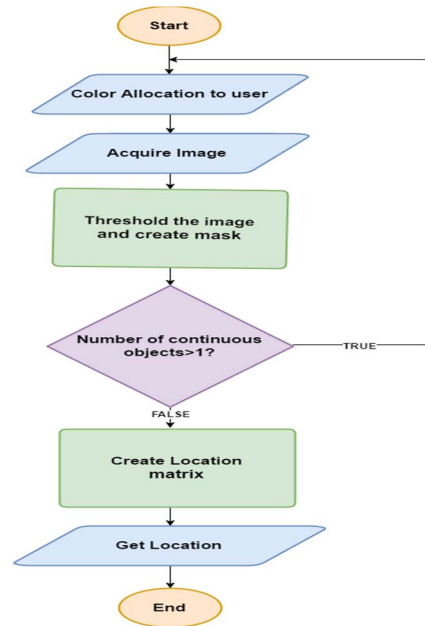 Start
Color Allocation to user
Acquire Image
Threshold the image
and create mask
Number of continuous
objects>1?
TRUE
FALSE
Create Location
matrix
Get Location
End